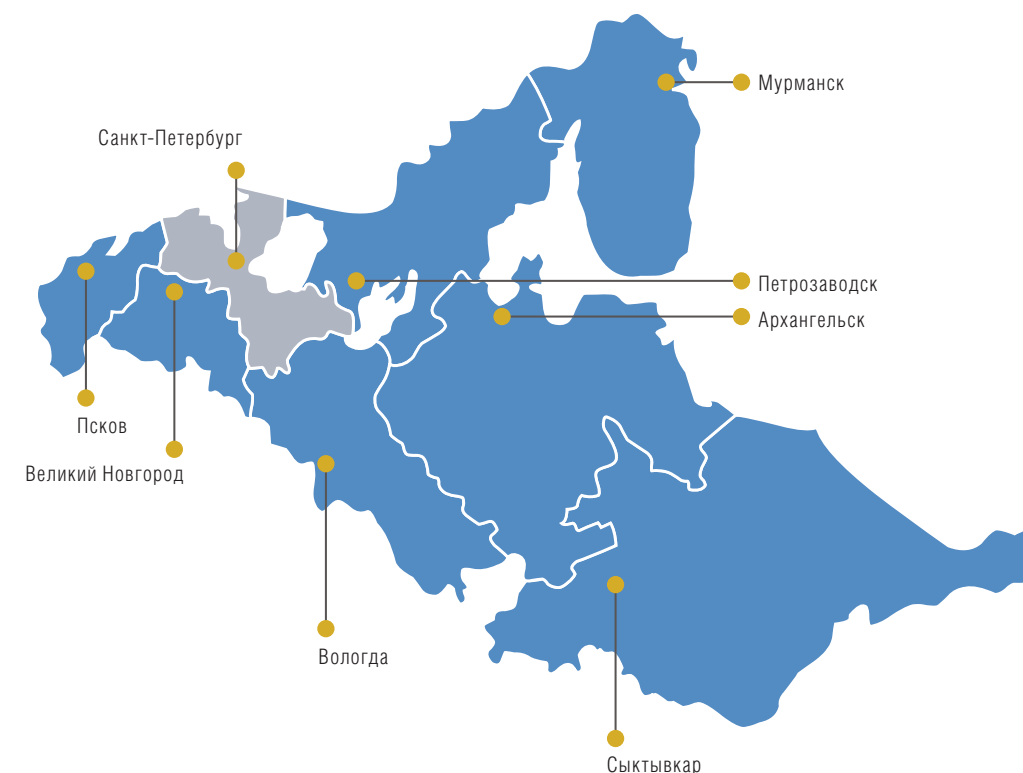 Мурманск
Санкт-Петербург
Петрозаводск
Архангельск
Псков
Великий Новгород
Вологда
Сыктывкар